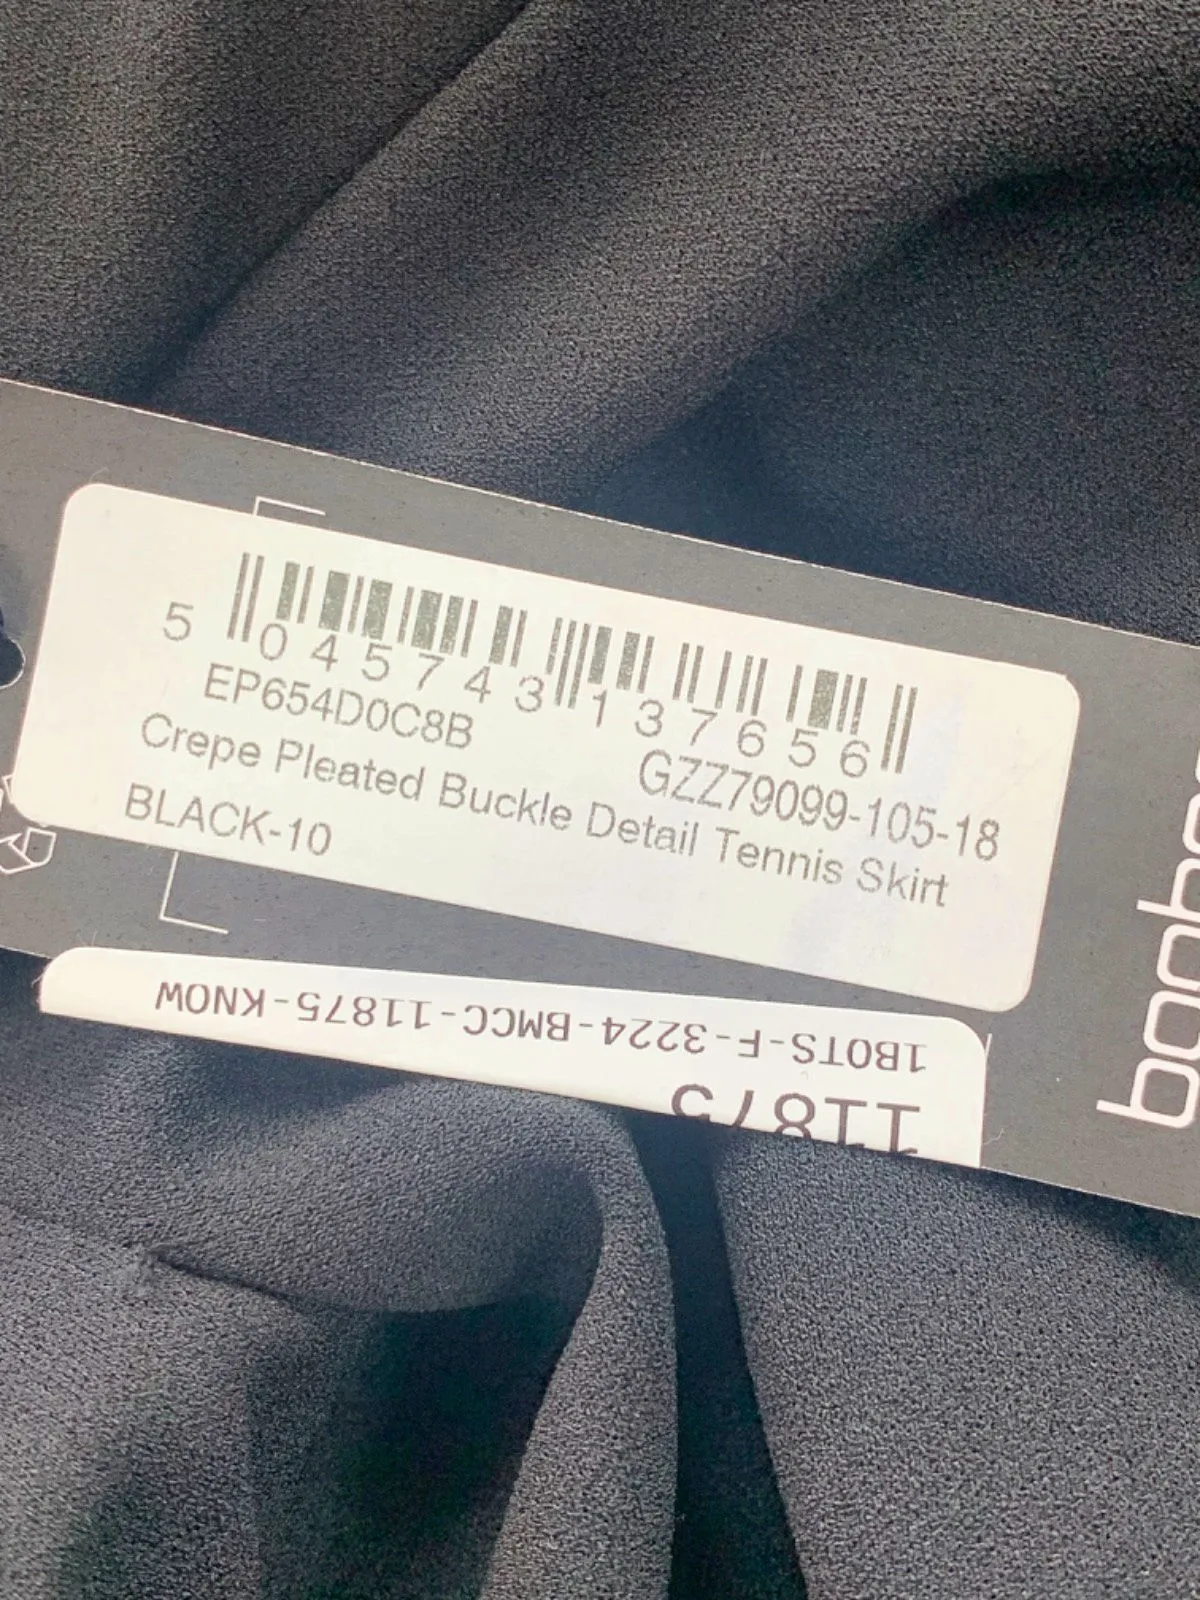 5 045743 137656
EP654D0C8B GZZ79099-105-18
Crepe Pleated Buckle Detail Tennis Skirt
BLACK-10
1BOTS-F-3224-BMCC-11875-KNOW
11875